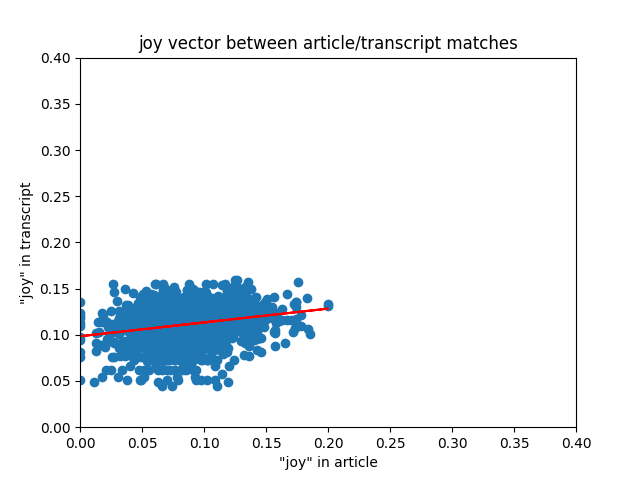 joy vector between article/transcript matches
0.40
0.35
0.30
0.25
0.20
0.15
0.10
0.05
0.00
"joy" in transcript
0.00 0.05 0.10 0.15 0.20 0.25 0.30 0.35 0.40
"joy" in article